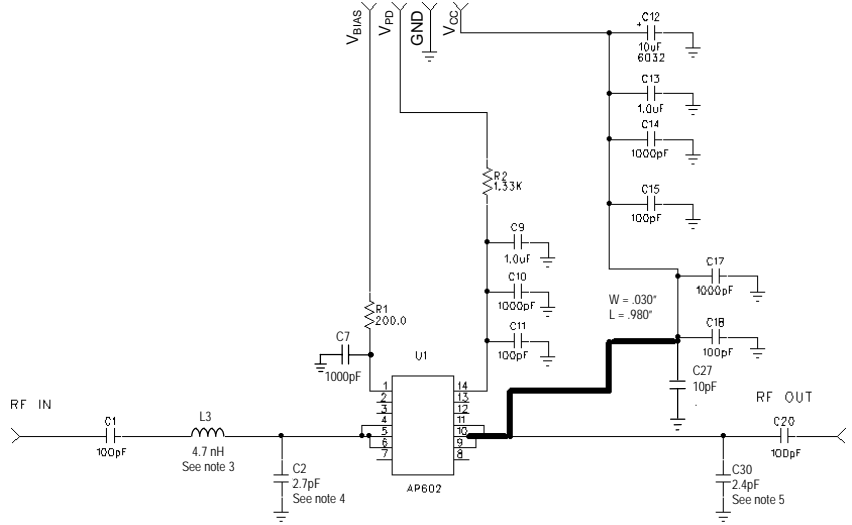 VBIAS
VPD
GND
VCC
C12
+
10uF
6032
C13
1.0uF
C14
1000pF
C15
100pF
R2
1.33K
C9
1.0uF
C10
1000pF
C11
100pF
C17
1000pF
W = .030"
L = .980"
C18
100pF
C27
10pF
R1
200.0
C7
1000pF
U1
1
2
3
4
5
6
7
14
13
12
11
10
9
8
AP602
RF IN
C1
100pF
L3
4.7 nH
See note 3
C2
2.7pF
See note 4
RF OUT
C20
100pF
C30
2.4pF
See note 5